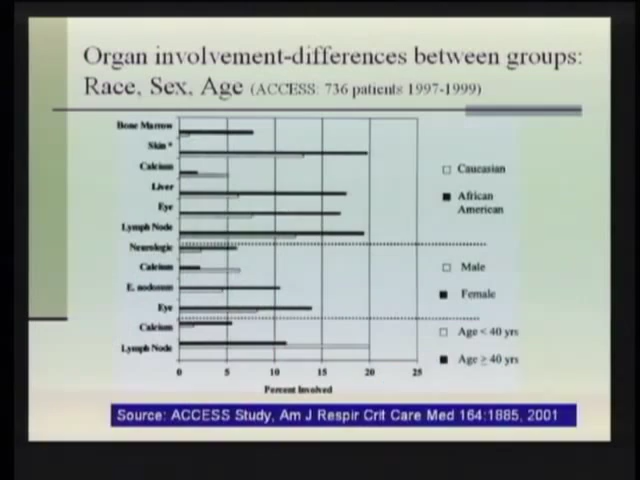 Organ involvement-differences between groups:
Race, Sex, Age (ACCESS: 736 patients 1997-1999)
Bone Marrow
Skin *
Calcium
Liver
Eye
Lymph Node
Neurologic
Calcium
E. nodosum
Eye
Calcium
Lymph Node
0 5 10 15 20 25
Percent Involved
Caucasian
African
American
Male
Female
Age < 40 yrs
Age ≥ 40 yrs
Source: ACCESS Study, Am J Respir Crit Care Med 164:1885, 2001